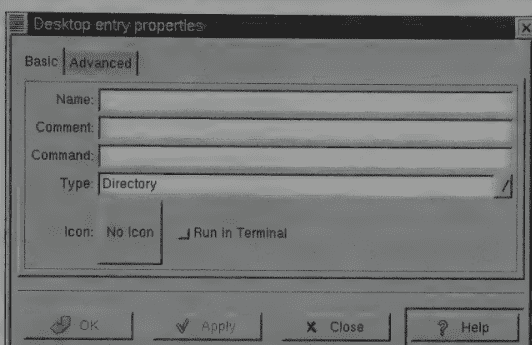 Desktop entry properties
Basic Advanced
Name:
Comment:
Command:
Type: Directory
Icon: No Icon Run in Terminal
OK Apply Close Help